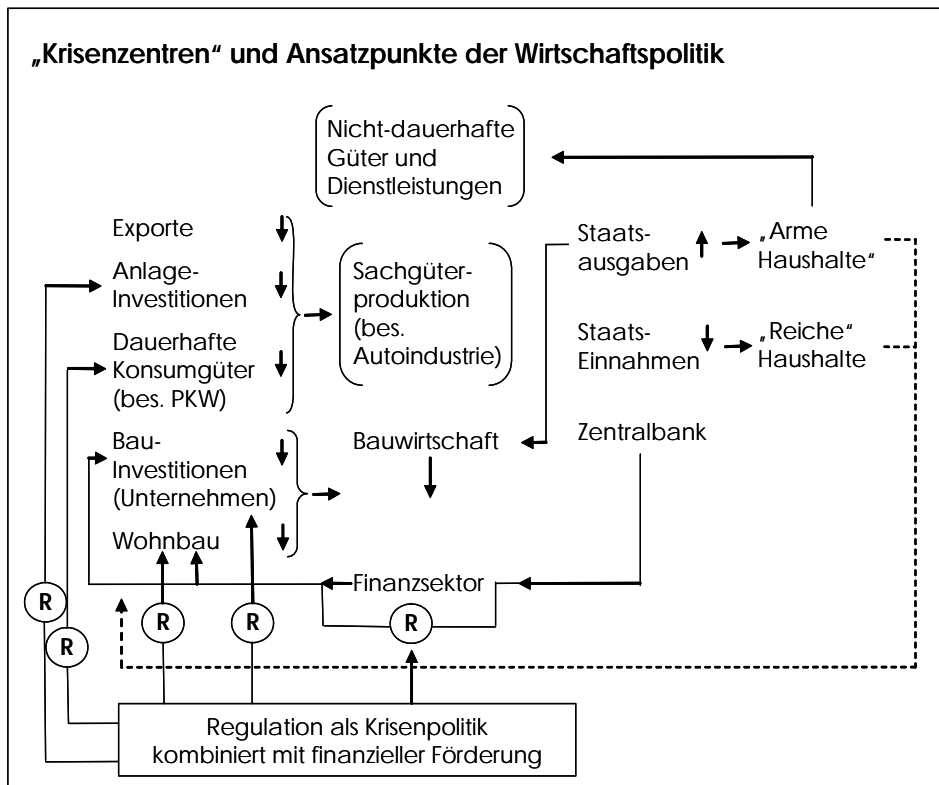 „Krisenzentren“ und Ansatzpunkte der Wirtschaftspolitik
Nicht-dauerhafte
Güter und
Dienstleistungen
Exporte
Anlage-
Investitionen
Dauerhafte
Konsumgüter
(bes. PKW)
Bau-
Investitionen
(Unternehmen)
Wohnbau
Sachgüter-
produktion
(bes.
Autoindustrie)
Bauwirtschaft
Finanzsektor
Staats-
ausgaben
Staats-
Einnahmen
Zentralbank
„Arme
Haushalte“
„Reiche“
Haushalte
R
R
R
R
R
Regulation als Krisenpolitik
kombiniert mit finanzieller Förderung